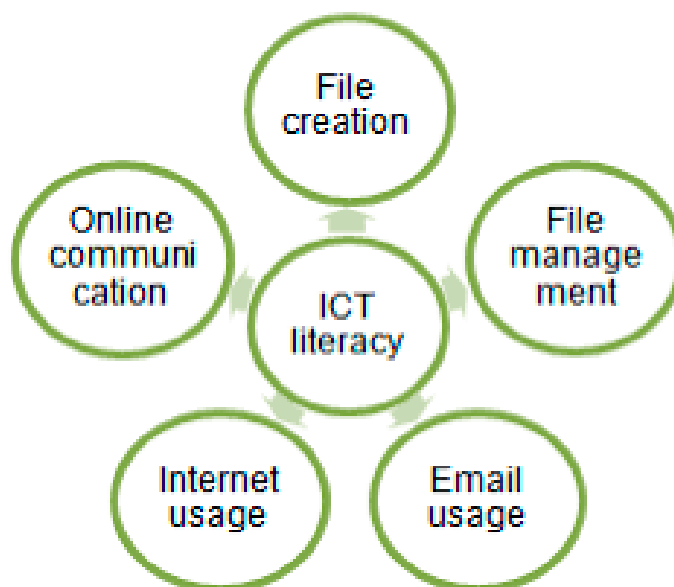 File
creation
File
manage
ment
Email
usage
Internet
usage
Online
communi
cation
ICT
literacy